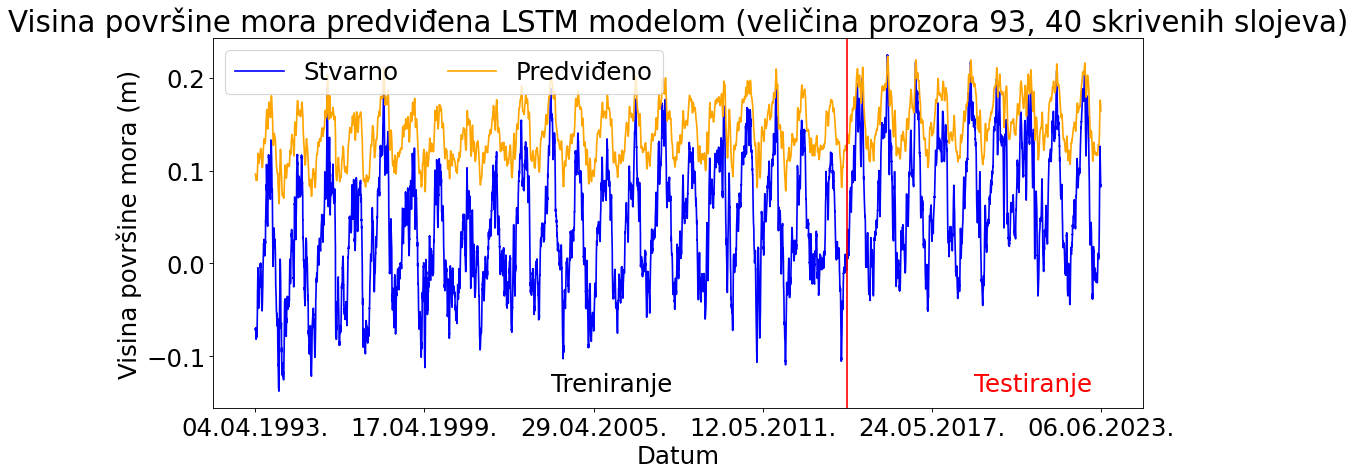 Visina površine mora predviđena LSTM modelom (veličina prozora 93, 40 skrivenih slojeva)
Stvarno
Predviđeno
Visina površine mora (m)
0.2
0.1
0.0
−0.1
Treniranje
Testiranje
04.04.1993.
17.04.1999.
29.04.2005.
12.05.2011.
24.05.2017.
06.06.2023.
Datum